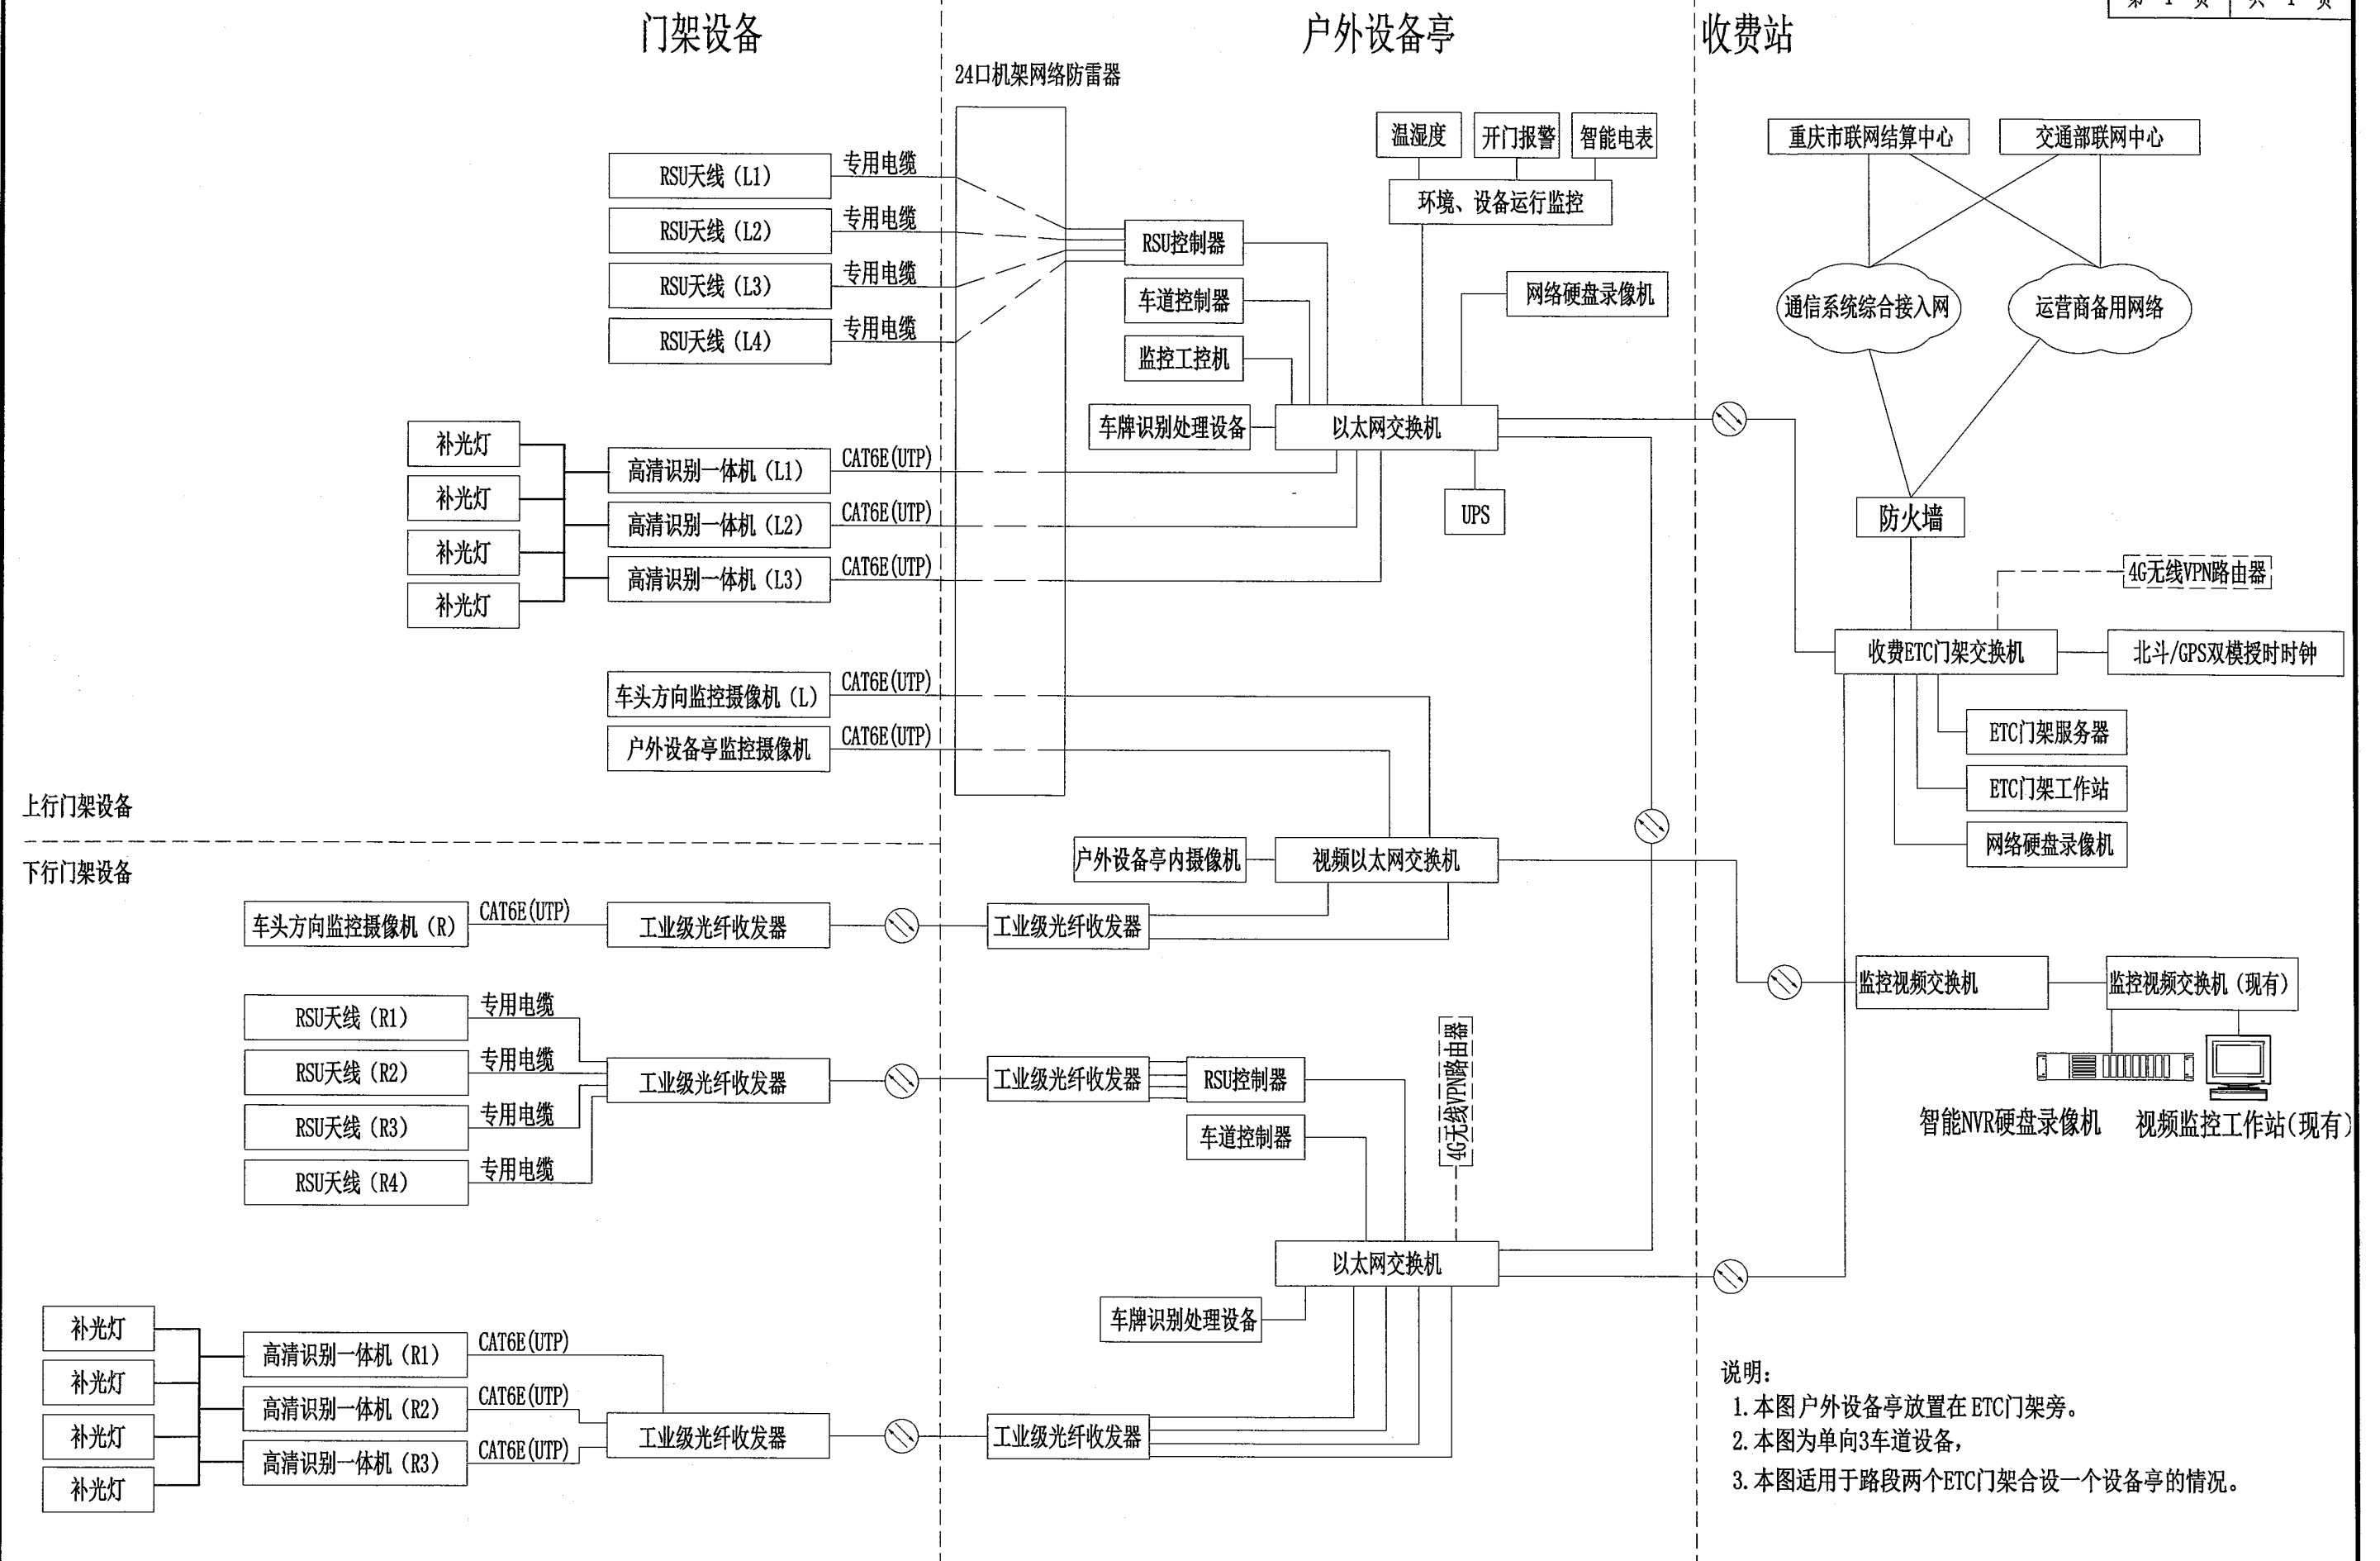 第 1 页 共 1 页
门架设备
户外设备亭
收费站
24口机架网络防雷器
RSU天线（L1）
专用电缆
RSU天线（L2）
专用电缆
RSU天线（L3）
专用电缆
RSU天线（L4）
专用电缆
补光灯
补光灯
补光灯
补光灯
高清识别一体机（L1）
CAT6E(UTP)
高清识别一体机（L2）
CAT6E(UTP)
高清识别一体机（L3）
CAT6E(UTP)
车头方向监控摄像机（L）
CAT6E(UTP)
户外设备亭监控摄像机
CAT6E(UTP)
上行门架设备
下行门架设备
车头方向监控摄像机（R）
CAT6E(UTP)
工业级光纤收发器
RSU天线（R1）
专用电缆
RSU天线（R2）
专用电缆
RSU天线（R3）
专用电缆
RSU天线（R4）
专用电缆
工业级光纤收发器
补光灯
补光灯
补光灯
补光灯
高清识别一体机（R1）
CAT6E(UTP)
高清识别一体机（R2）
CAT6E(UTP)
高清识别一体机（R3）
CAT6E(UTP)
工业级光纤收发器
温湿度
开门报警
智能电表
环境、设备运行监控
RSU控制器
车道控制器
监控工控机
网络硬盘录像机
车牌识别处理设备
以太网交换机
UPS
户外设备亭内摄像机
视频以太网交换机
工业级光纤收发器
工业级光纤收发器
RSU控制器
车道控制器
4G无线VPN路由器
以太网交换机
车牌识别处理设备
工业级光纤收发器
重庆市联网结算中心
交通部联网中心
通信系统综合接入网
运营商备用网络
防火墙
4G无线VPN路由器
收费ETC门架交换机
北斗/GPS双模授时时钟
ETC门架服务器
ETC门架工作站
网络硬盘录像机
监控视频交换机
监控视频交换机（现有）
智能NVR硬盘录像机
视频监控工作站(现有)
说明：
1.本图户外设备亭放置在ETC门架旁。
2.本图为单向3车道设备，
3.本图适用于路段两个ETC门架合设一个设备亭的情况。